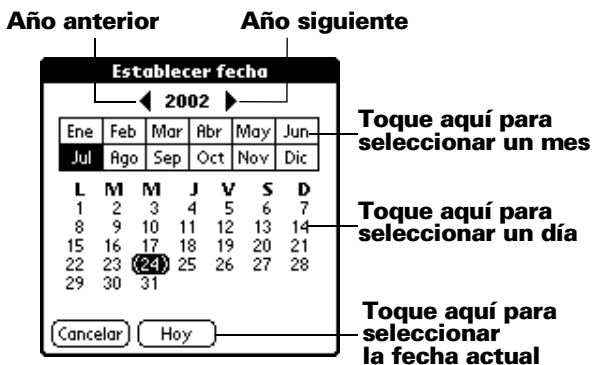 Año anterior Año siguiente
Establecer fecha
2002
Ene Feb Mar Abr May Jun
Toque aquí para
seleccionar un mes
Jul Ago Sep Oct Nov Dic
L M M J V S D
1 2 3 4 5 6 7
Toque aquí para
seleccionar un día
8 9 10 11 12 13 14
15 16 17 18 19 20 21
22 23 (24) 25 26 27 28
29 30 31
Cancelar Hoy
Toque aquí para
seleccionar
la fecha actual